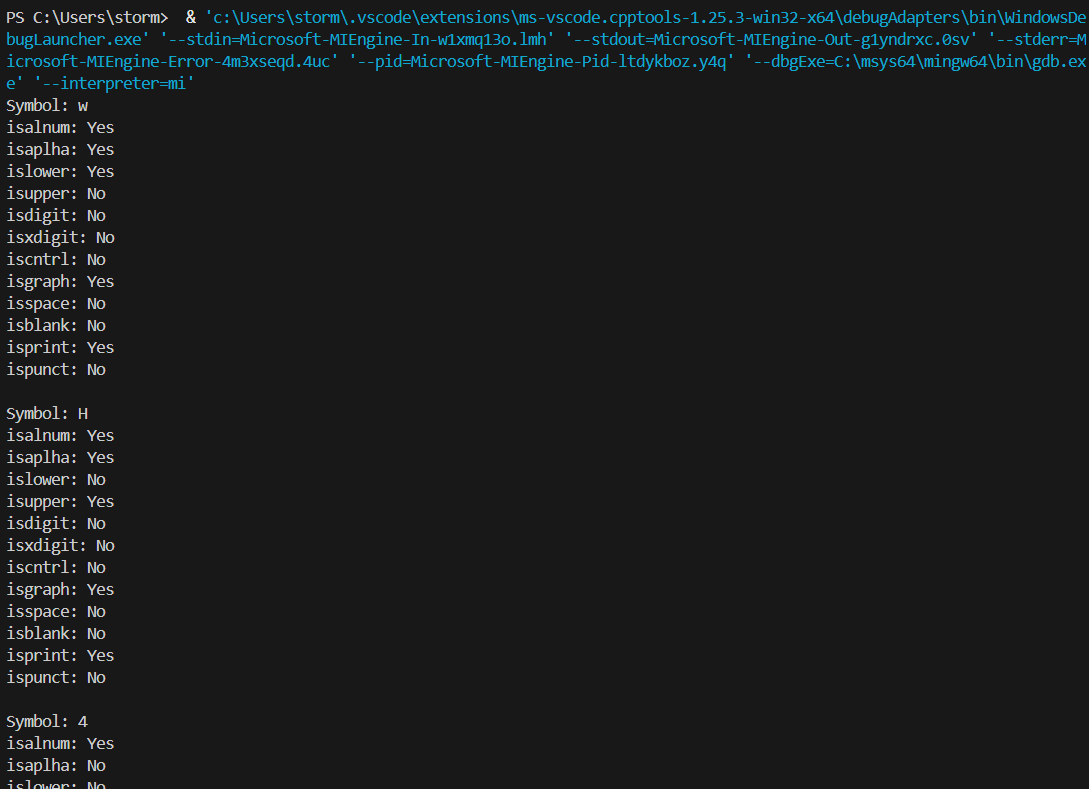 PS C:\Users\storm>  & 'c:\Users\storm\.vscode\extensions\ms-vscode.cpptools-1.25.3-win32-x64\debugAdapters\bin\WindowsDe
bugLauncher.exe' '--stdin=Microsoft-MIEngine-In-w1xmq13o.lmh' '--stdout=Microsoft-MIEngine-Out-g1yndrxc.0sv' '--stderr=M
icrosoft-MIEngine-Error-4m3xseqd.4uc' '--pid=Microsoft-MIEngine-Pid-ltdykboz.y4q' '--dbgExe=C:\msys64\mingw64\bin\gdb.ex
e' '--interpreter=mi'
Symbol: w
isalnum: Yes
isaplha: Yes
islower: Yes
isupper: No
isdigit: No
isxdigit: No
iscntrl: No
isgraph: Yes
isspace: No
isblank: No
isprint: Yes
ispunct: No
Symbol: H
isalnum: Yes
isaplha: Yes
islower: No
isupper: Yes
isdigit: No
isxdigit: No
iscntrl: No
isgraph: Yes
isspace: No
isblank: No
isprint: Yes
ispunct: No
Symbol: 4
isalnum: Yes
isaplha: No
islower: No